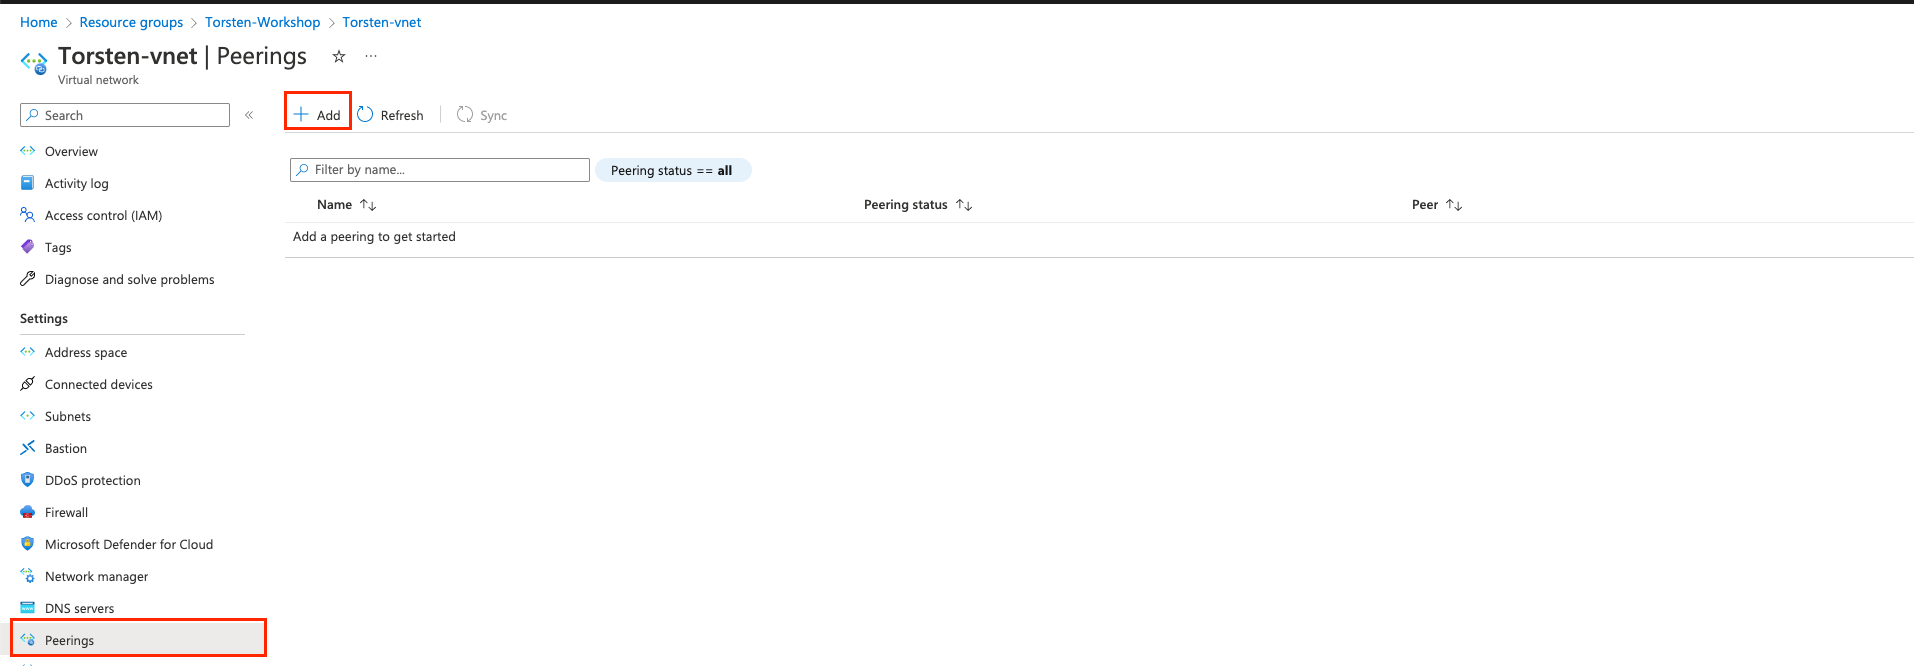 Home > Resource groups > Torsten-Workshop > Torsten-vnet
Torsten-vnet | Peerings ☆ ...
Virtual network
Search «
Add Refresh Sync
Overview
Activity log
Access control (IAM)
Tags
Diagnose and solve problems
Settings
Address space
Connected devices
Subnets
Bastion
DDoS protection
Firewall
Microsoft Defender for Cloud
Network manager
DNS servers
Peerings
Filter by name... Peering status == all
Name ↑↓ Peering status ↑↓ Peer ↑↓
Add a peering to get started